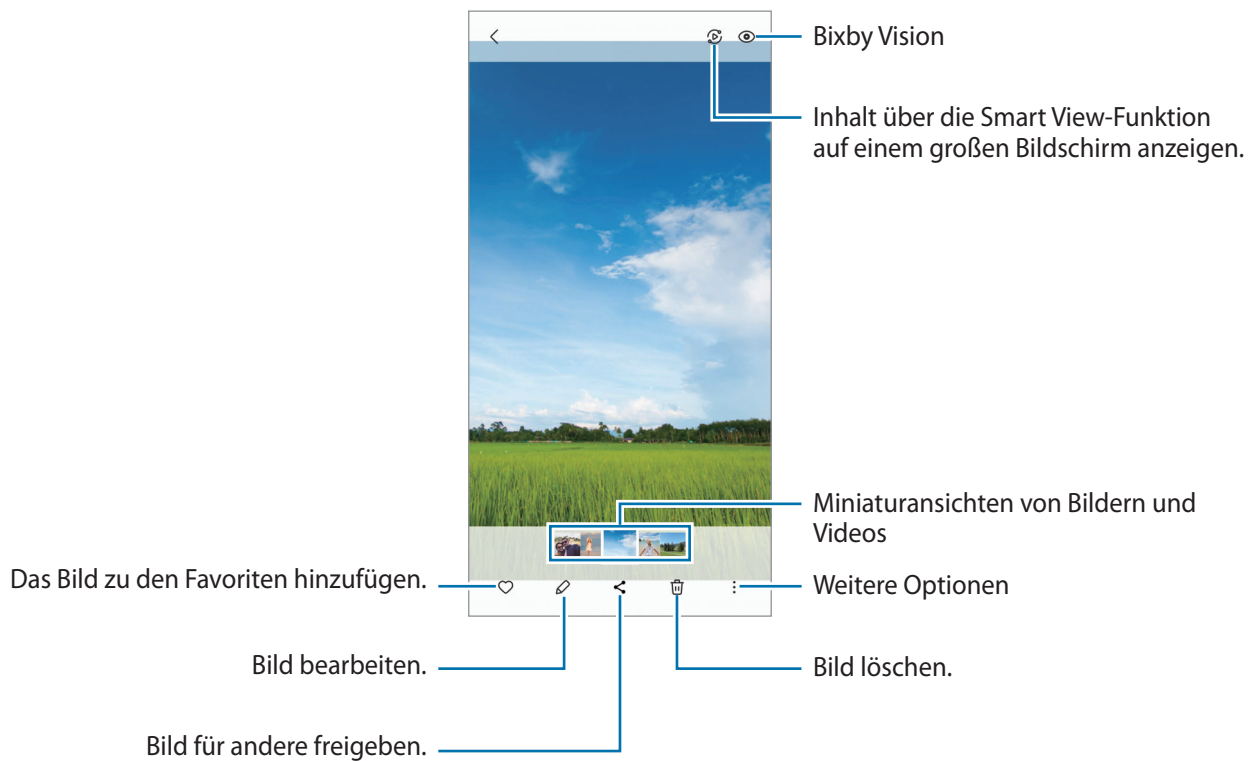 Bixby Vision
Inhalt über die Smart View-Funktion
auf einem großen Bildschirm anzeigen.
Miniaturansichten von Bildern und
Videos
Das Bild zu den Favoriten hinzufügen.
Weitere Optionen
Bild bearbeiten.
Bild löschen.
Bild für andere freigeben.